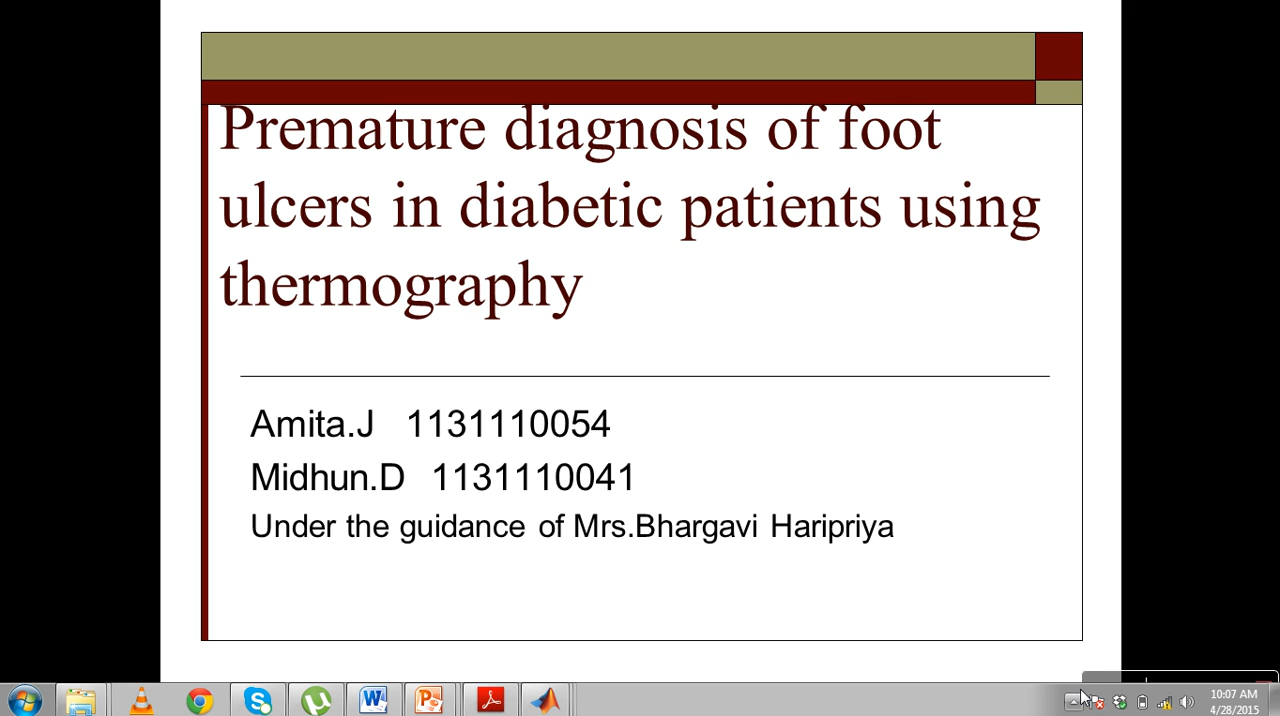 Premature diagnosis of foot
ulcers in diabetic patients using
thermography
Amita.J 1131110054
Midhun.D 1131110041
Under the guidance of Mrs.Bhargavi Haripriya
10:07 AM
4/28/2015